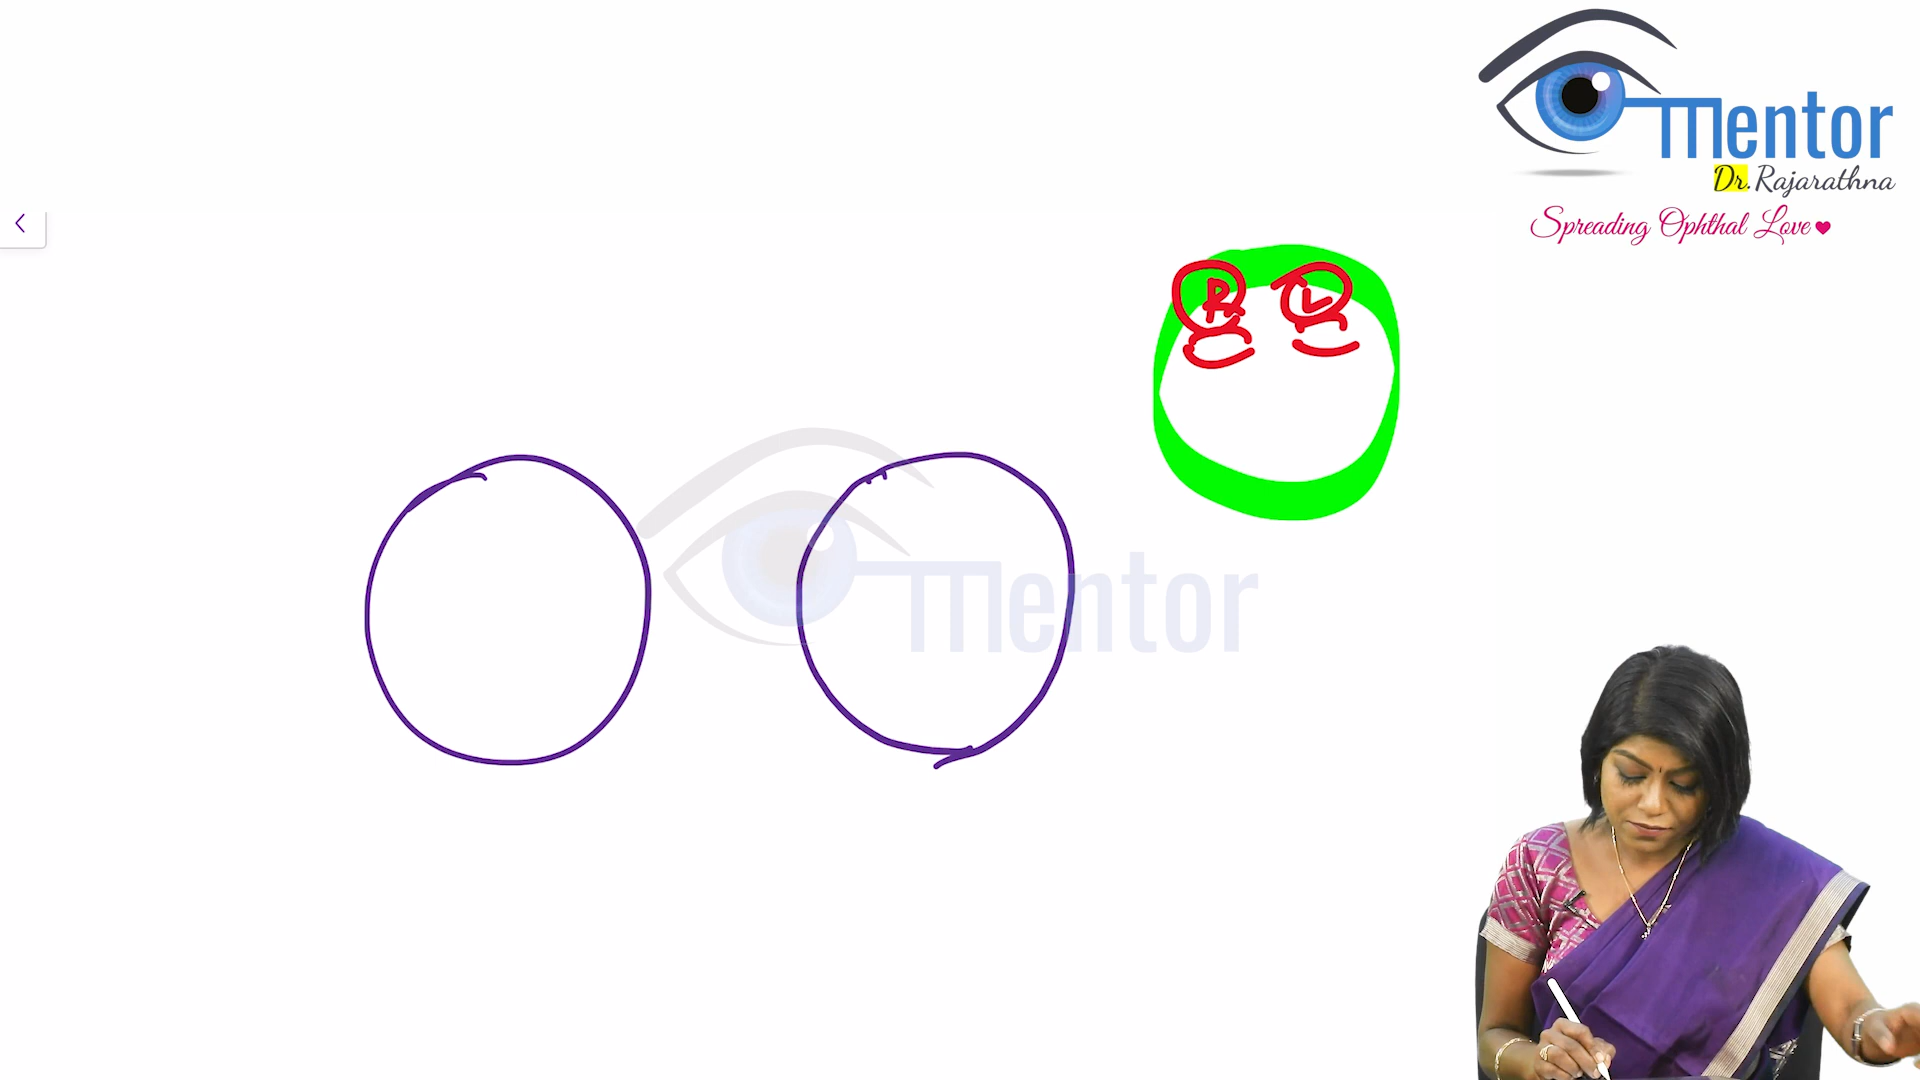 mentor
Dr. Rajarathna
Spreading Ophthal Love
R L
mentor